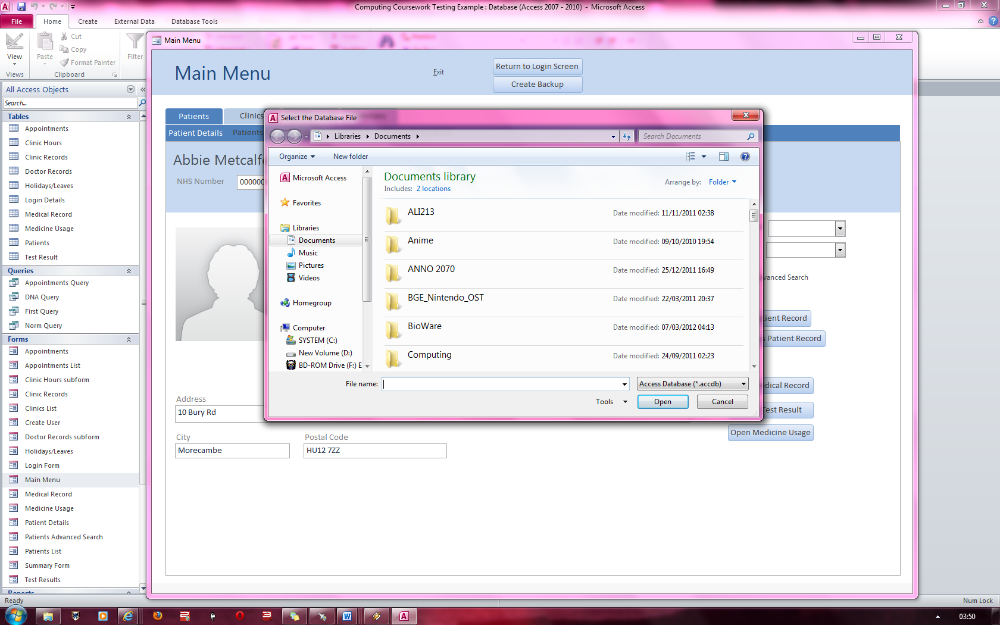 Computing Coursework Testing Example : Database (Access 2007 - 2010) - Microsoft Access
File Home Create External Data Database Tools
View
Views
Paste
Cut
Copy
Format Painter
Clipboard
Filter
All Access Objects
Search...
Tables
Appointments
Clinic Hours
Clinic Records
Doctor Records
Holidays/Leaves
Login Details
Medical Record
Medicine Usage
Patients
Test Result
Queries
Appointments Query
DNA Query
First Query
Norm Query
Forms
Appointments
Appointments List
Clinic Hours subform
Clinic Records
Clinics List
Create User
Doctor Records subform
Holidays/Leaves
Login Form
Main Menu
Medical Record
Medicine Usage
Patient Details
Patients Advanced Search
Patients List
Summary Form
Test Results
Reports
Main Menu
Main Menu
Exit
Return to Login Screen
Create Backup
Patients Clinics
Patient Details Patients
Abbie Metcalf
NHS Number 000000
Address
10 Bury Rd
City
Morecambe
Postal Code
HU12 7ZZ
vanced Search
ient Record
s Patient Record
dical Record
Test Result
Open Medicine Usage
Select the Database File
Libraries Documents
Search Documents
Organize New folder
Microsoft Access
Favorites
Libraries
Documents
Music
Pictures
Videos
Homegroup
Computer
SYSTEM (C:)
New Volume (D:)
BD-ROM Drive (F:) E
Documents library
Includes: 2 locations
Arrange by: Folder
ALI213 Date modified: 11/11/2011 02:38
Anime Date modified: 09/10/2010 19:54
ANNO 2070 Date modified: 25/12/2011 16:49
BGE_Nintendo_OST Date modified: 22/03/2011 20:37
BioWare Date modified: 07/03/2012 04:13
Computing Date modified: 24/09/2011 02:23
File name:
Access Database (*.accdb)
Tools Open Cancel
Ready
Num Lock
03:50